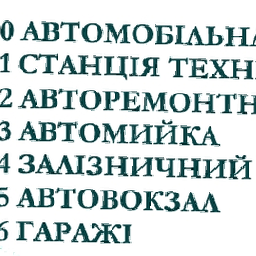 0 АВТОМОБІЛЬНА
1 СТАНЦІЯ ТЕХН
2 АВТОРЕМОНТН
3 АВТОМИЙКА
4 ЗАЛІЗНИЧНИЙ
5 АВТОВОКЗАЛ
6 ГАРАЖІ